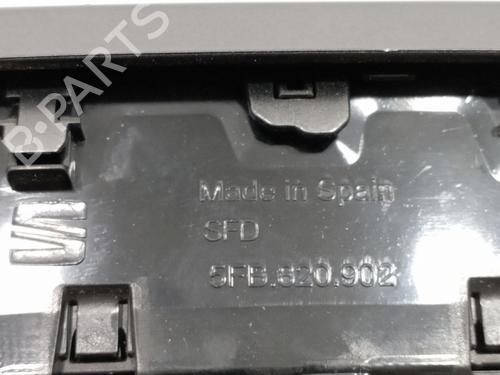 B-PARTS
Made in Spain
SFD
5FB.820.902